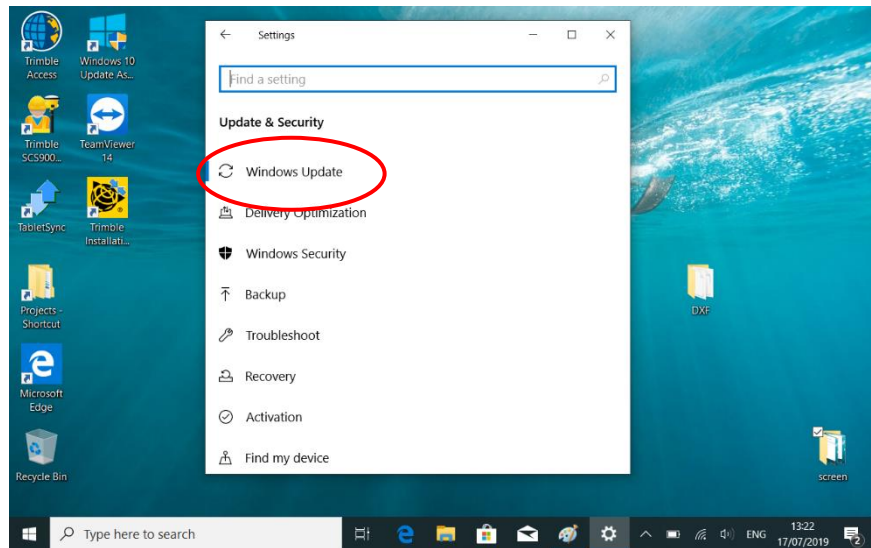 Trimble
Access
Windows 10
Update As...
Trimble
SCS900...
TeamViewer
14
TabletSync
Trimble
Installati...
Projects -
Shortcut
Microsoft
Edge
Recycle Bin
Settings
Find a setting
Update & Security
Windows Update
Delivery Optimization
Windows Security
Backup
Troubleshoot
Recovery
Activation
Find my device
DXF
screen
Type here to search
ENG
13:22
17/07/2019
2